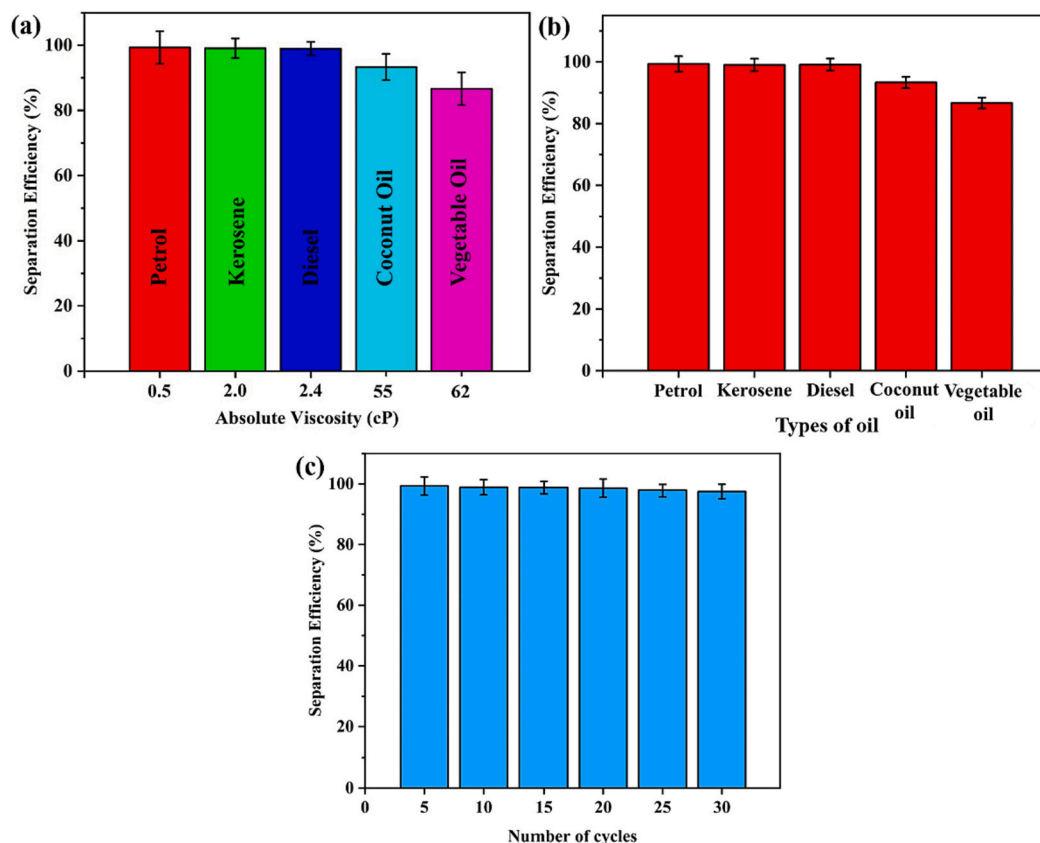 (a)
Separation Efficiency (%)
100
80
60
40
20
0
Petrol
Kerosene
Diesel
Coconut Oil
Vegetable Oil
0.5 2.0 2.4 55 62
Absolute Viscosity (cP)
(b)
Separation Efficiency (%)
100
80
60
40
20
0
Petrol Kerosene Diesel Coconut oil Vegetable oil
Types of oil
(c)
Separation Efficiency (%)
100
80
60
40
20
0
0 5 10 15 20 25 30
Number of cycles